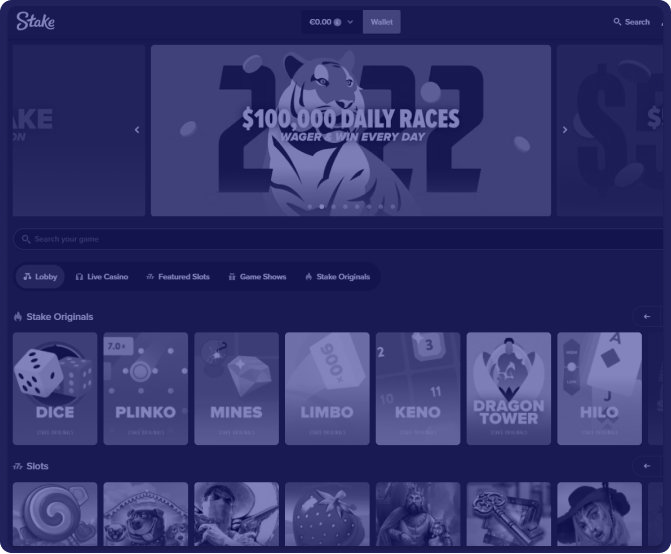 Stake
€0.00
Wallet
Search
AKE
ON
2022
$100,000 DAILY RACES
WAGER & WIN EVERY DAY
Search your game
Lobby
Live Casino
Featured Slots
Game Shows
Stake Originals
Stake Originals
7.0×
900×
2
3
10
11
A
J
DICE
PLINKO
MINES
LIMBO
KENO
DRAGON
TOWER
HILO
Slots